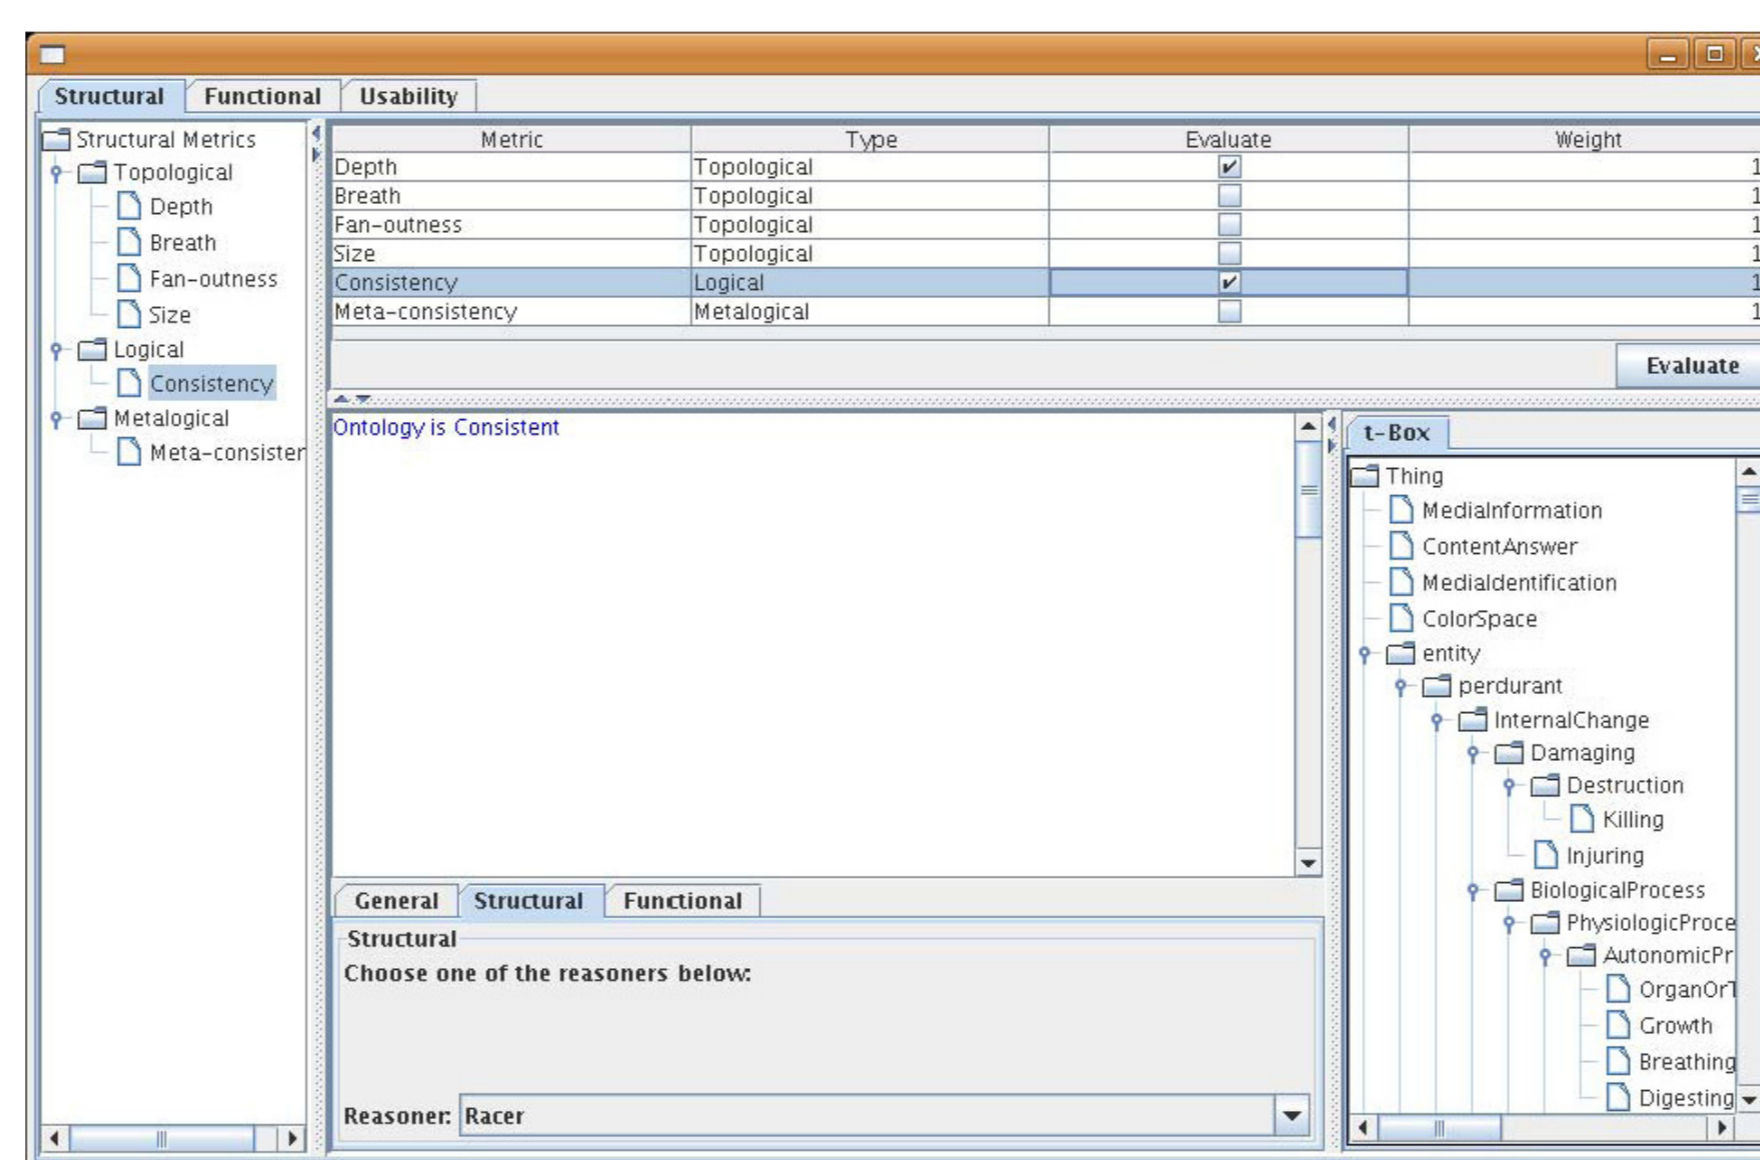 Structural Functional Usability
Structural Metrics
Topological
Depth
Breath
Fan-outness
Size
Logical
Consistency
Metalogical
Meta-consister
Metric Type Evaluate Weight
Depth Topological 1
Breath Topological 1
Fan-outness Topological 1
Size Topological 1
Consistency Logical 1
Meta-consistency Metalogical 1
Evaluate
Ontology is Consistent
General Structural Functional
Structural
Choose one of the reasoners below:
Reasoner: Racer
t-Box
Thing
MediaInformation
ContentAnswer
MediaIdentification
ColorSpace
entity
perdurant
InternalChange
Damaging
Destruction
Killing
Injuring
BiologicalProcess
PhysiologicProce
AutonomicPr
OrganOrT
Growth
Breathing
Digesting